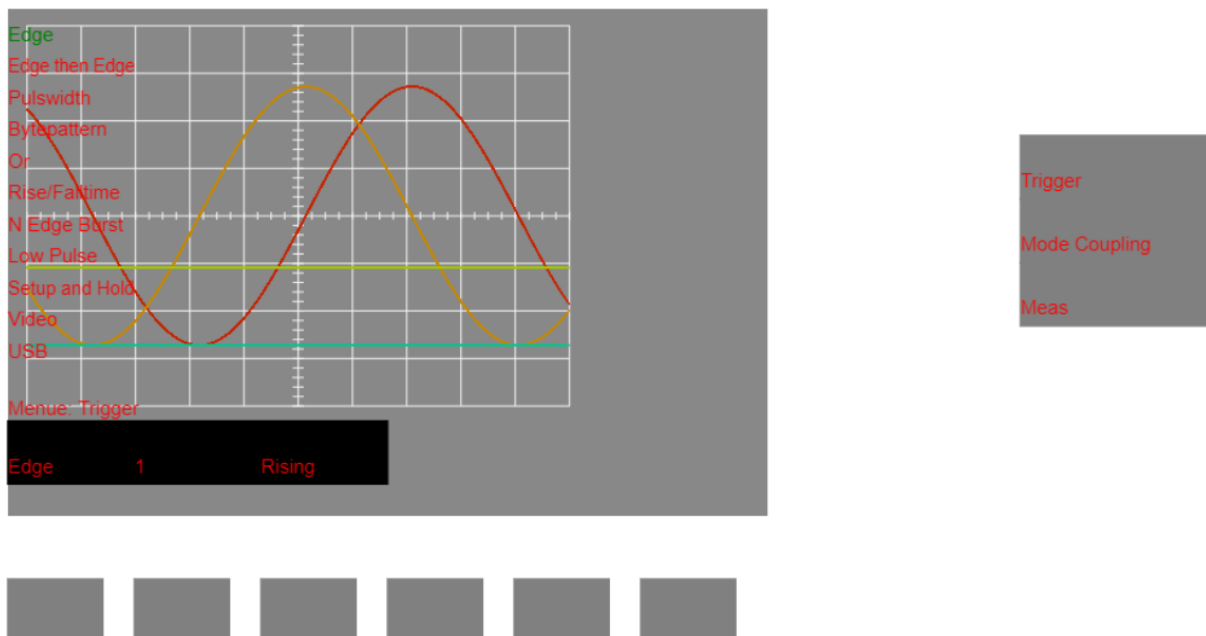 Edge
Edge then Edge
Pulswidth
Bytepattern
Or
Rise/Falltime
N Edge Burst
Low Pulse
Setup and Hold
Video
USB
Menue: Trigger
Edge 1 Rising
Trigger
Mode Coupling
Meas